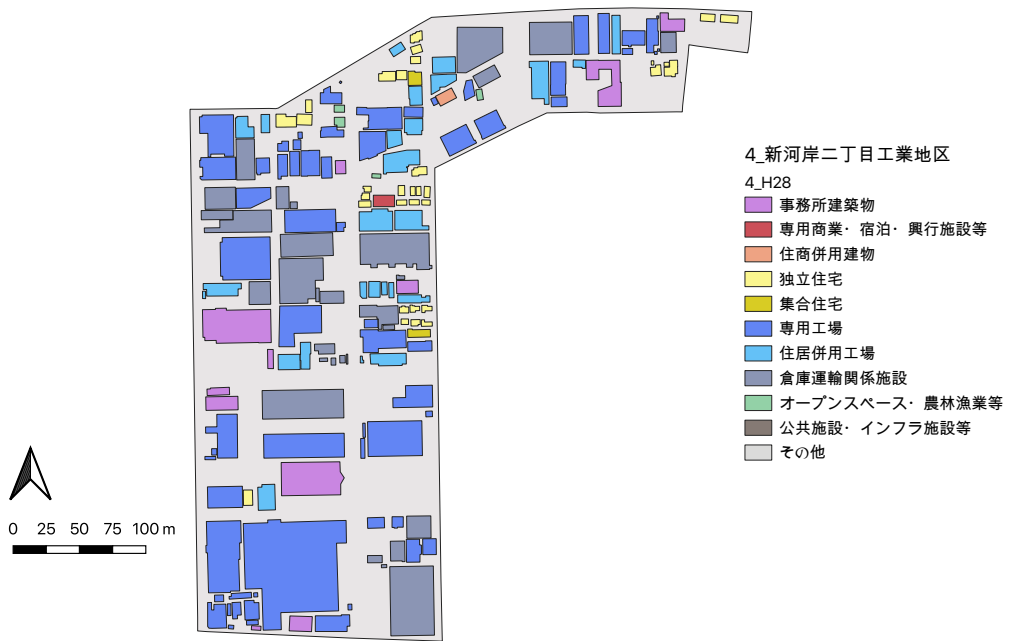 4_新河岸二丁目工業地区
4_H28
事務所建築物
専用商業・宿泊・興行施設等
住商併用建物
独立住宅
集合住宅
専用工場
住居併用工場
倉庫運輸関係施設
オープンスペース・農林漁業等
公共施設・インフラ施設等
その他
0 25 50 75 100 m